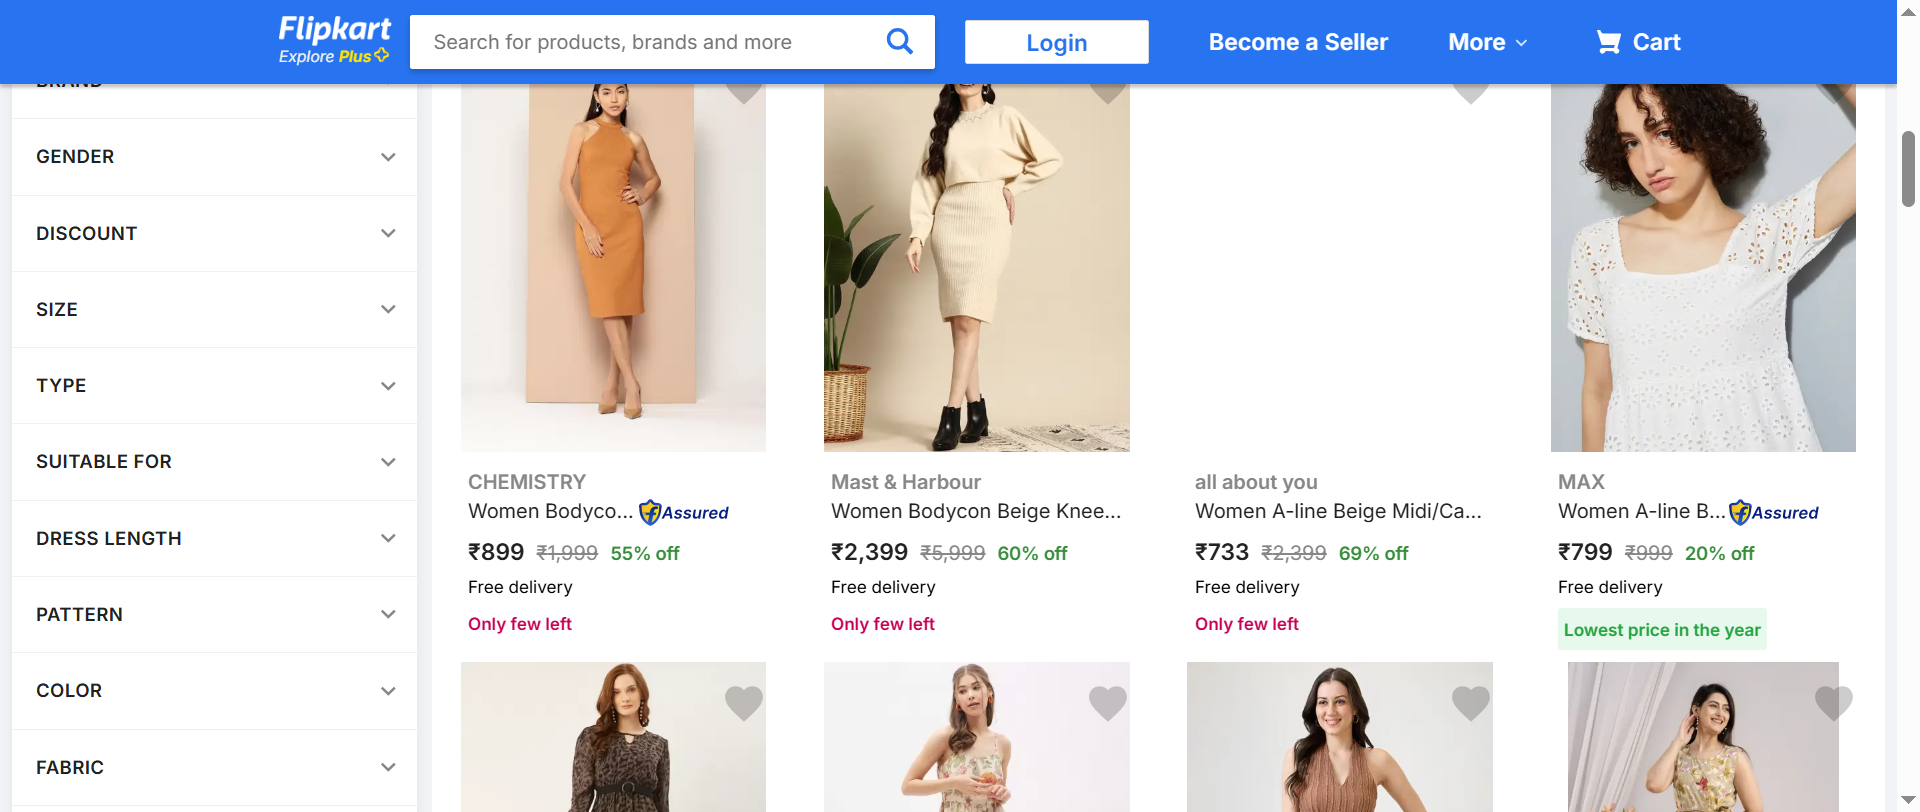 Flipkart
Explore Plus
Search for products, brands and more
Login
Become a Seller
More
Cart
BRAND
GENDER
DISCOUNT
SIZE
TYPE
SUITABLE FOR
DRESS LENGTH
PATTERN
COLOR
FABRIC
CHEMISTRY
Women Bodyco... Assured
₹899 ₹1,999 55% off
Free delivery
Only few left
Mast & Harbour
Women Bodycon Beige Knee...
₹2,399 ₹5,999 60% off
Free delivery
Only few left
all about you
Women A-line Beige Midi/Ca...
₹733 ₹2,399 69% off
Free delivery
Only few left
MAX
Women A-line B... Assured
₹799 ₹999 20% off
Free delivery
Lowest price in the year